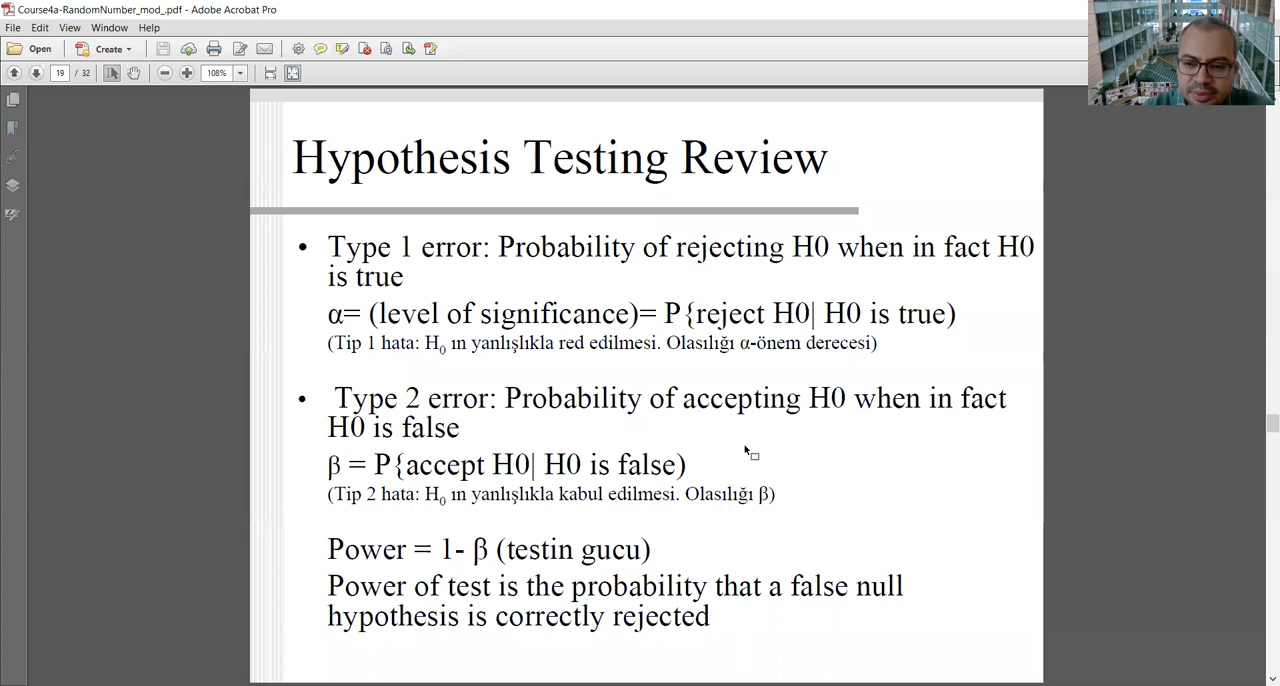 Course4a-RandomNumber_mod_.pdf - Adobe Acrobat Pro
File Edit View Window Help
Open Create
19 / 32 108%
Hypothesis Testing Review
• Type 1 error: Probability of rejecting H0 when in fact H0
is true
α= (level of significance)= P{reject H0| H0 is true)
(Tip 1 hata: H0 ın yanlışlıkla red edilmesi. Olasılığı α-önem derecesi)
• Type 2 error: Probability of accepting H0 when in fact
H0 is false
β = P{accept H0| H0 is false)
(Tip 2 hata: H0 ın yanlışlıkla kabul edilmesi. Olasılığı β)
Power = 1- β (testin gucu)
Power of test is the probability that a false null
hypothesis is correctly rejected